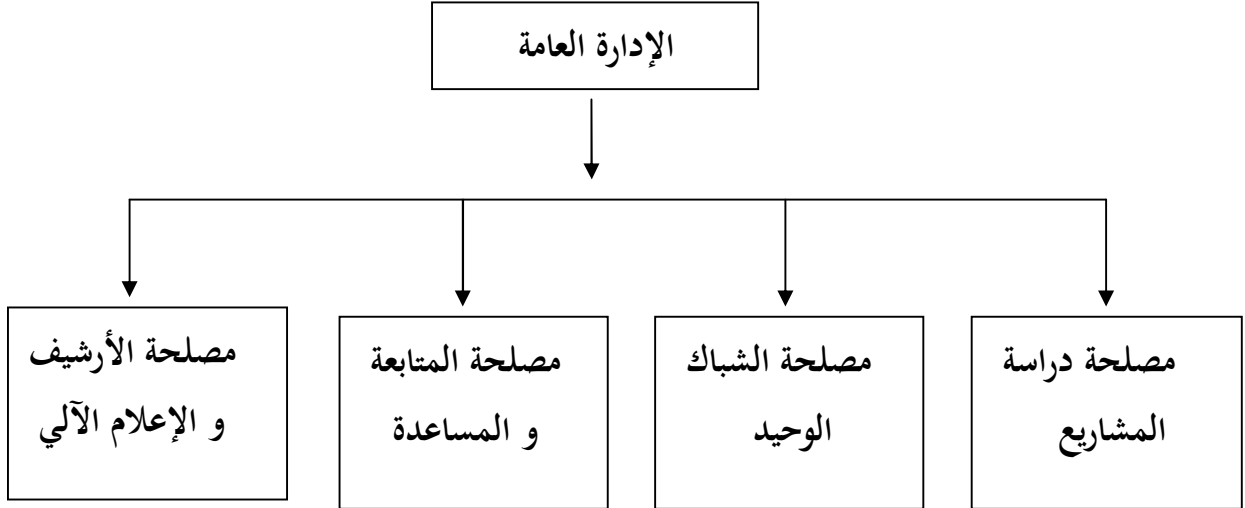 الإدارة العامة
مصلحة دراسة
المشاريع
مصلحة الشباك
الوحيد
مصلحة المتابعة
و المساعدة
مصلحة الأرشيف
و الإعلام الآلي